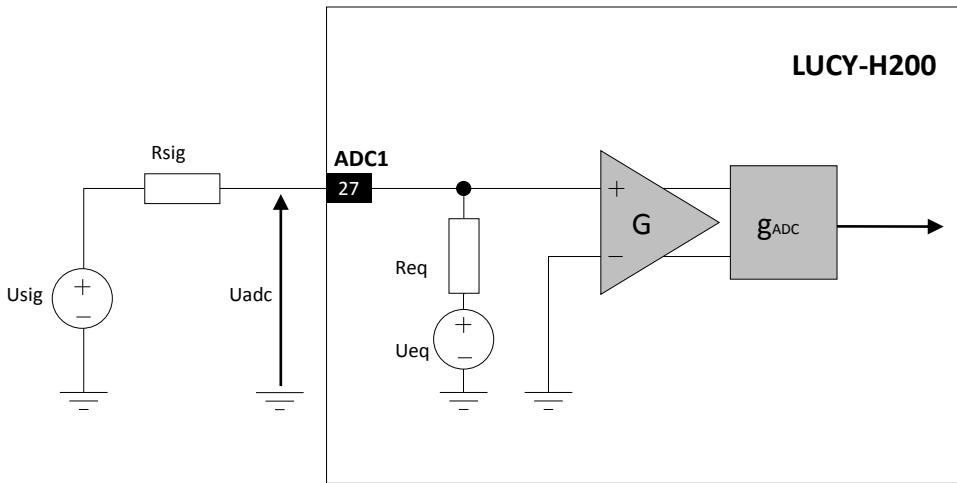 LUCY-H200
Rsig
ADC1
27
+
G
−
gADC
Usig
+
−
Uadc
Req
+
−
Ueq